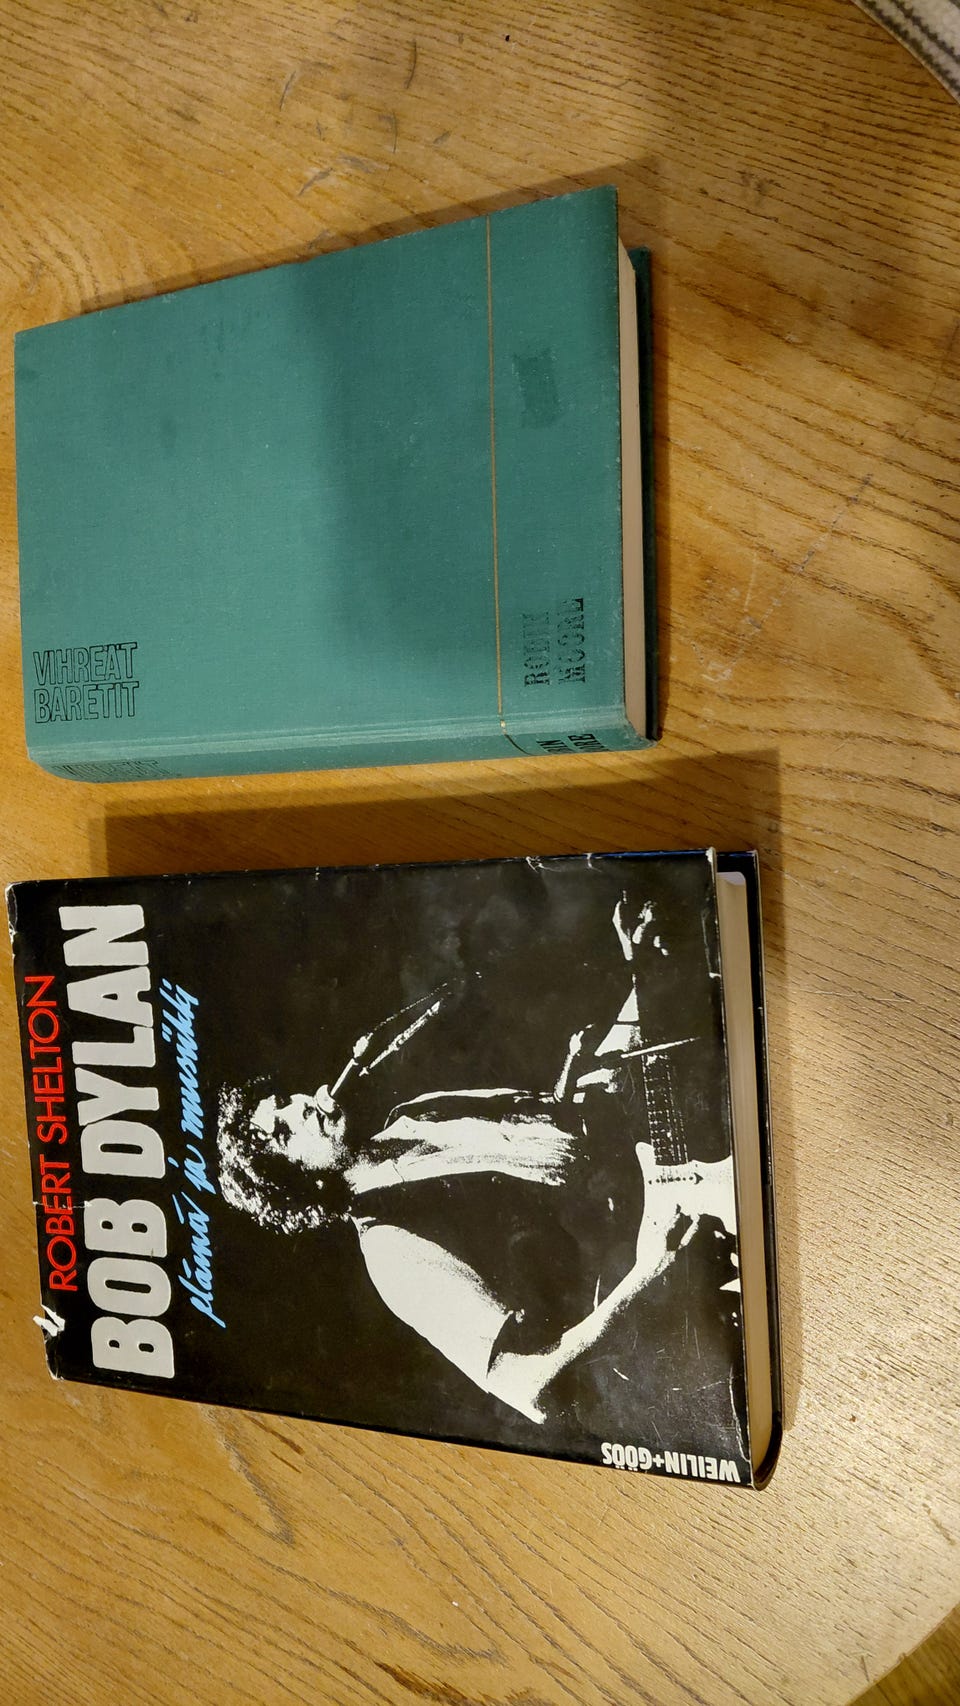 VIHREÄT
BARETIT
ROBIN
MOORE
ROBERT SHELTON
BOB DYLAN
elämä ja musiikki
WEILIN+GÖÖS